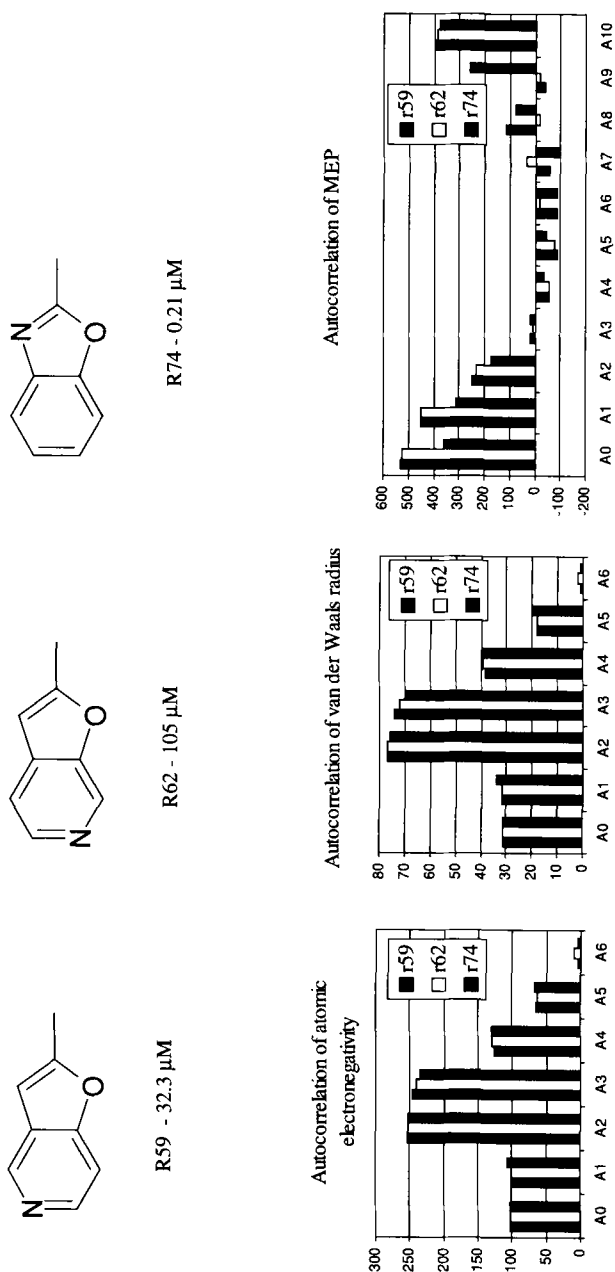 N
O
N
O
N
O
R59 - 32.3 µM
R62 - 105 µM
R74 - 0.21 µM
Autocorrelation of atomic
electronegativity
300
250
200
150
100
50
0
r59
r62
r74
A0 A1 A2 A3 A4 A5 A6
Autocorrelation of van der Waals radius
80
70
60
50
40
30
20
10
0
r59
r62
r74
A0 A1 A2 A3 A4 A5 A6
Autocorrelation of MEP
600
500
400
300
200
100
0
-100
-200
r59
r62
r74
A0 A1 A2 A3 A4 A5 A6 A7 A8 A9 A10